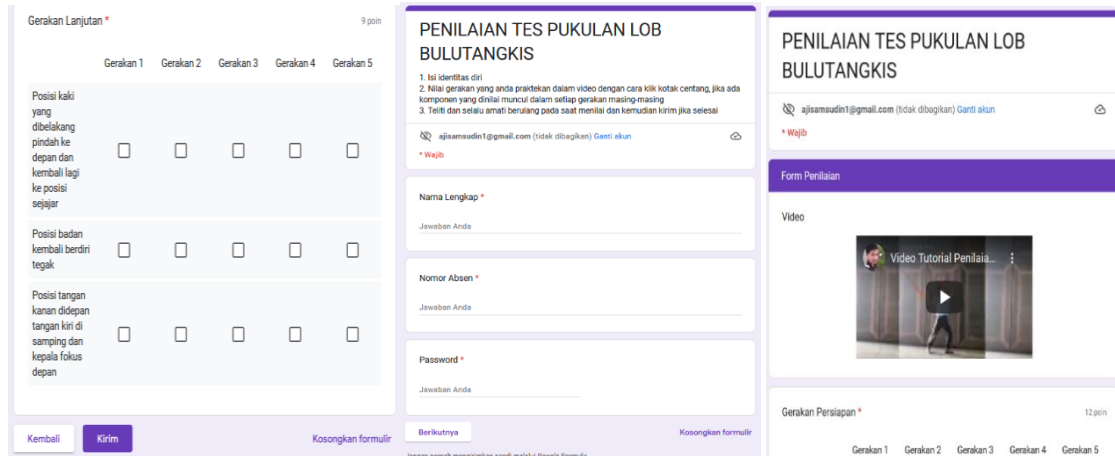 Gerakan Lanjutan *
9 poin
Gerakan 1 Gerakan 2 Gerakan 3 Gerakan 4 Gerakan 5
Posisi kaki
yang
dibelakang
pindah ke
depan dan
kembali lagi
ke posisi
sejajar
Posisi badan
kembali berdiri
tegak
Posisi tangan
kanan didepan
tangan kiri di
samping dan
kepala fokus
depan
Kembali
Kirim
Kosongkan formulir
PENILAIAN TES PUKULAN LOB
BULUTANGKIS
1. Isi identitas diri
2. Nilai gerakan yang anda praktekan dalam video dengan cara klik kotak centang, jika ada
komponen yang dinilai muncul dalam setiap gerakan masing-masing
3. Teliti dan selalu amati berulang pada saat menilai dan kemudian kirim jika selesai
ajisamsudin1@gmail.com (tidak dibagikan) Ganti akun
* Wajib
Nama Lengkap *
Jawaban Anda
Nomor Absen *
Jawaban Anda
Password *
Jawaban Anda
Berikutnya
Kosongkan formulir
Jangan pernah mengirimkan sandi melalui Google Formulir.
PENILAIAN TES PUKULAN LOB
BULUTANGKIS
ajisamsudin1@gmail.com (tidak dibagikan) Ganti akun
* Wajib
Form Penilaian
Video
Video Tutorial Penilaia...
Gerakan Persiapan *
12 poin
Gerakan 1 Gerakan 2 Gerakan 3 Gerakan 4 Gerakan 5